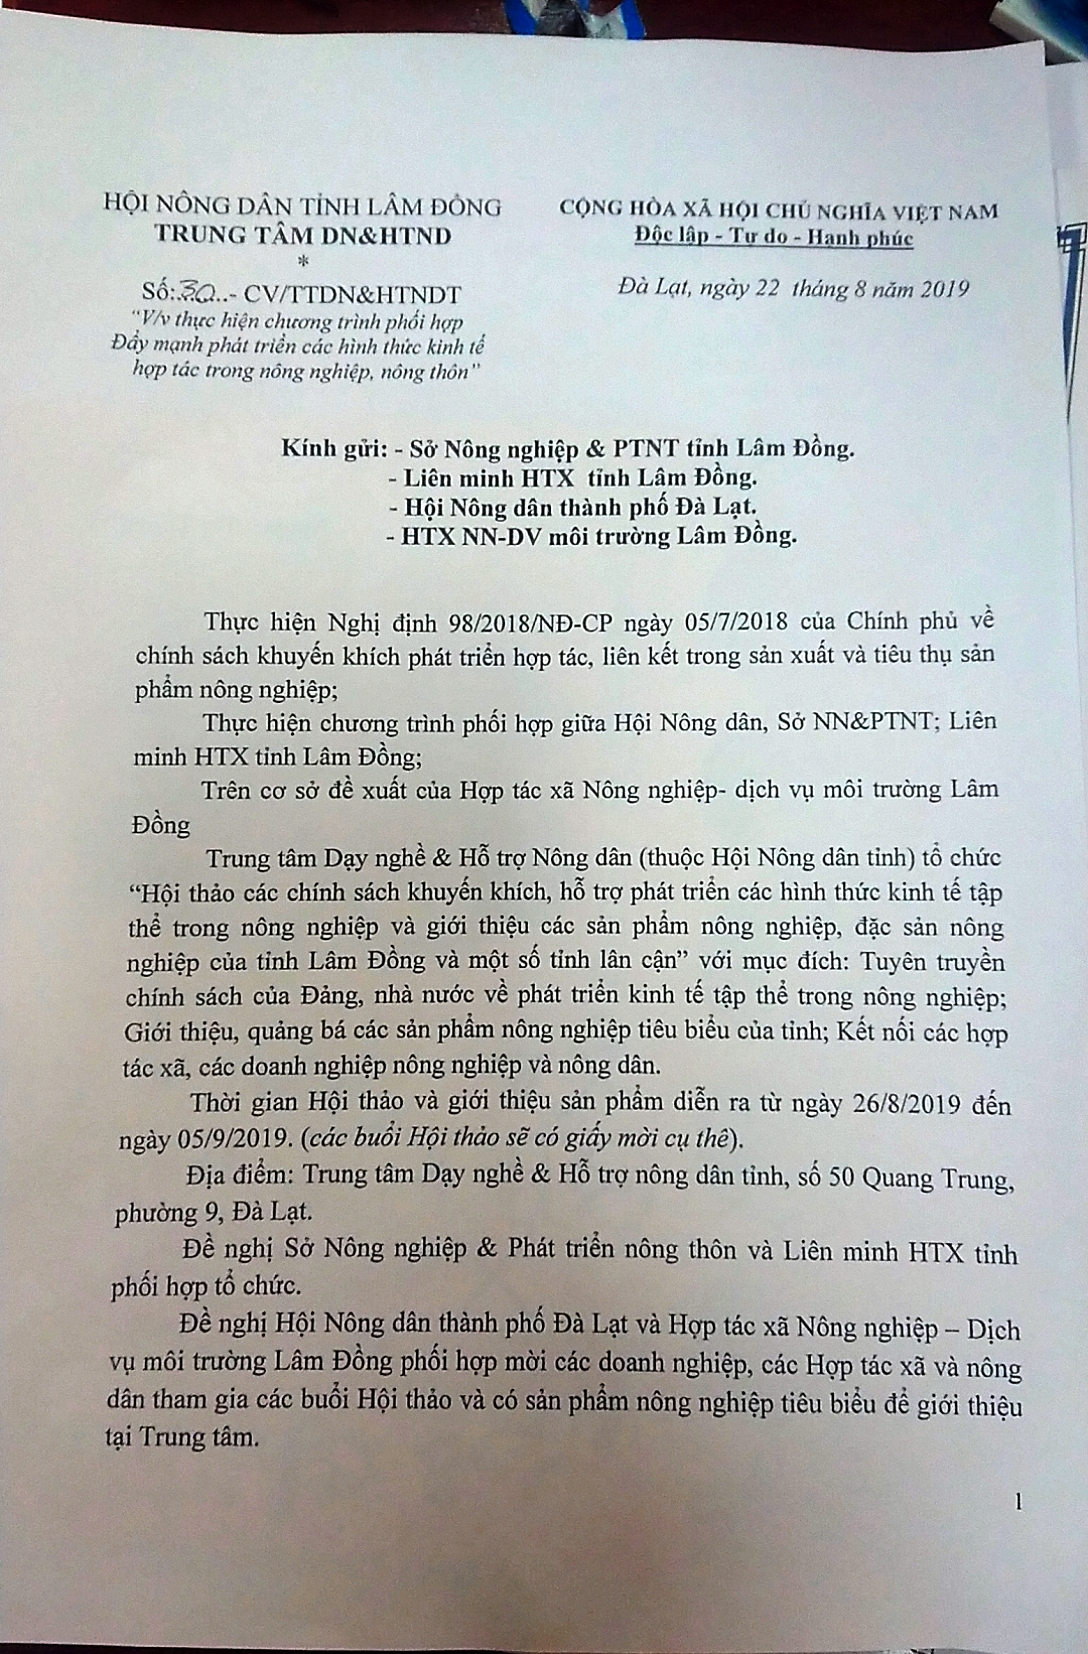 HỘI NÔNG DÂN TỈNH LÂM ĐỒNG
TRUNG TÂM DN&HTND
*
Số:.30..- CV/TTDN&HTNDT
"V/v thực hiện chương trình phối hợp
Đẩy mạnh phát triển các hình thức kinh tế
hợp tác trong nông nghiệp, nông thôn"
CỘNG HÒA XÃ HỘI CHỦ NGHĨA VIỆT NAM
Độc lập - Tự do - Hạnh phúc
Đà Lạt, ngày 22 tháng 8 năm 2019
Kính gửi: - Sở Nông nghiệp & PTNT tỉnh Lâm Đồng.
- Liên minh HTX tỉnh Lâm Đồng.
- Hội Nông dân thành phố Đà Lạt.
- HTX NN-DV môi trường Lâm Đồng.
Thực hiện Nghị định 98/2018/NĐ-CP ngày 05/7/2018 của Chính phủ về
chính sách khuyến khích phát triển hợp tác, liên kết trong sản xuất và tiêu thụ sản
phẩm nông nghiệp;
Thực hiện chương trình phối hợp giữa Hội Nông dân, Sở NN&PTNT; Liên
minh HTX tỉnh Lâm Đồng;
Trên cơ sở đề xuất của Hợp tác xã Nông nghiệp- dịch vụ môi trường Lâm
Đồng
Trung tâm Dạy nghề & Hỗ trợ Nông dân (thuộc Hội Nông dân tỉnh) tổ chức
“Hội thảo các chính sách khuyến khích, hỗ trợ phát triển các hình thức kinh tế tập
thể trong nông nghiệp và giới thiệu các sản phẩm nông nghiệp, đặc sản nông
nghiệp của tỉnh Lâm Đồng và một số tỉnh lân cận” với mục đích: Tuyên truyền
chính sách của Đảng, nhà nước về phát triển kinh tế tập thể trong nông nghiệp;
Giới thiệu, quảng bá các sản phẩm nông nghiệp tiêu biểu của tỉnh; Kết nối các hợp
tác xã, các doanh nghiệp nông nghiệp và nông dân.
Thời gian Hội thảo và giới thiệu sản phẩm diễn ra từ ngày 26/8/2019 đến
ngày 05/9/2019. (các buổi Hội thảo sẽ có giấy mời cụ thê).
Địa điểm: Trung tâm Dạy nghề & Hỗ trợ nông dân tỉnh, số 50 Quang Trung,
phường 9, Đà Lạt.
Đề nghị Sở Nông nghiệp & Phát triển nông thôn và Liên minh HTX tỉnh
phối hợp tổ chức.
Đề nghị Hội Nông dân thành phố Đà Lạt và Hợp tác xã Nông nghiệp – Dịch
vụ môi trường Lâm Đồng phối hợp mời các doanh nghiệp, các Hợp tác xã và nông
dân tham gia các buổi Hội thảo và có sản phẩm nông nghiệp tiêu biểu để giới thiệu
tại Trung tâm.
1